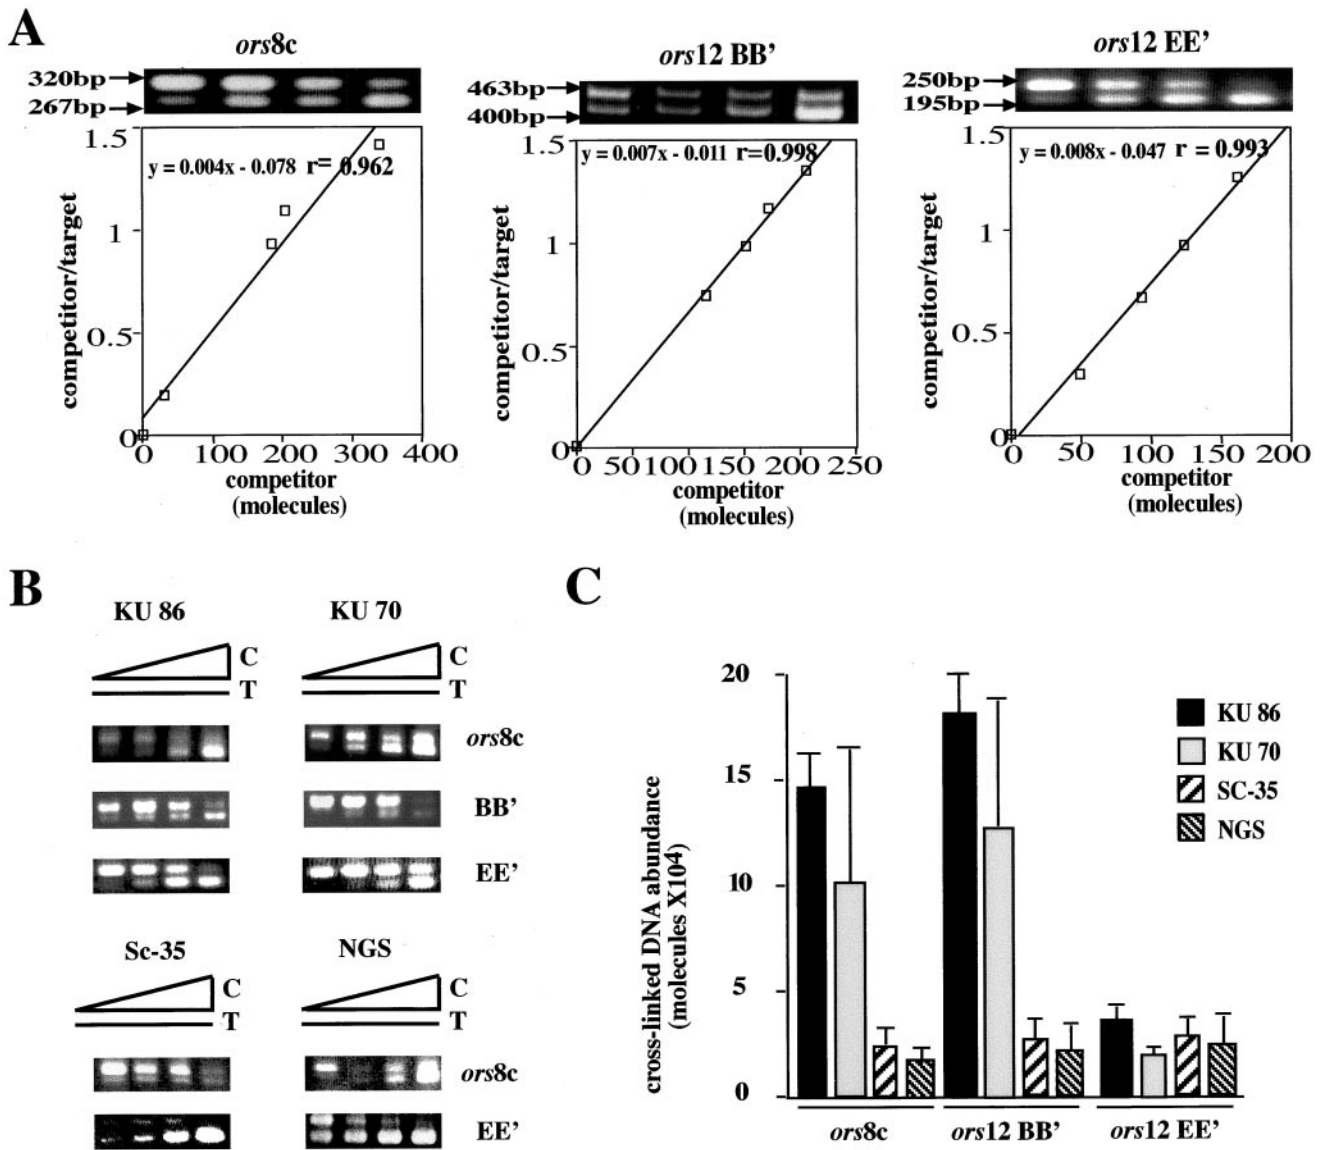 A
ors8c
320bp
267bp
1.5
y = 0.004x - 0.078 r= 0.962
1
0.5
0
0 100 200 300 400
competitor/target
competitor
(molecules)
ors12 BB'
463bp
400bp
1.5
y = 0.007x - 0.011 r=0.998
1
0.5
0
0 50 100 150 200 250
competitor/target
competitor
(molecules)
ors12 EE'
250bp
195bp
1.5
y = 0.008x - 0.047 r = 0.993
1
0.5
0
0 50 100 150 200
competitor/target
competitor
(molecules)
B
KU 86
C
T
KU 70
C
T
ors8c
BB'
EE'
Sc-35
C
T
NGS
C
T
ors8c
EE'
C
20
15
10
5
0
cross-linked DNA abundance
(molecules X104)
KU 86
KU 70
SC-35
NGS
ors8c
ors12 BB'
ors12 EE'